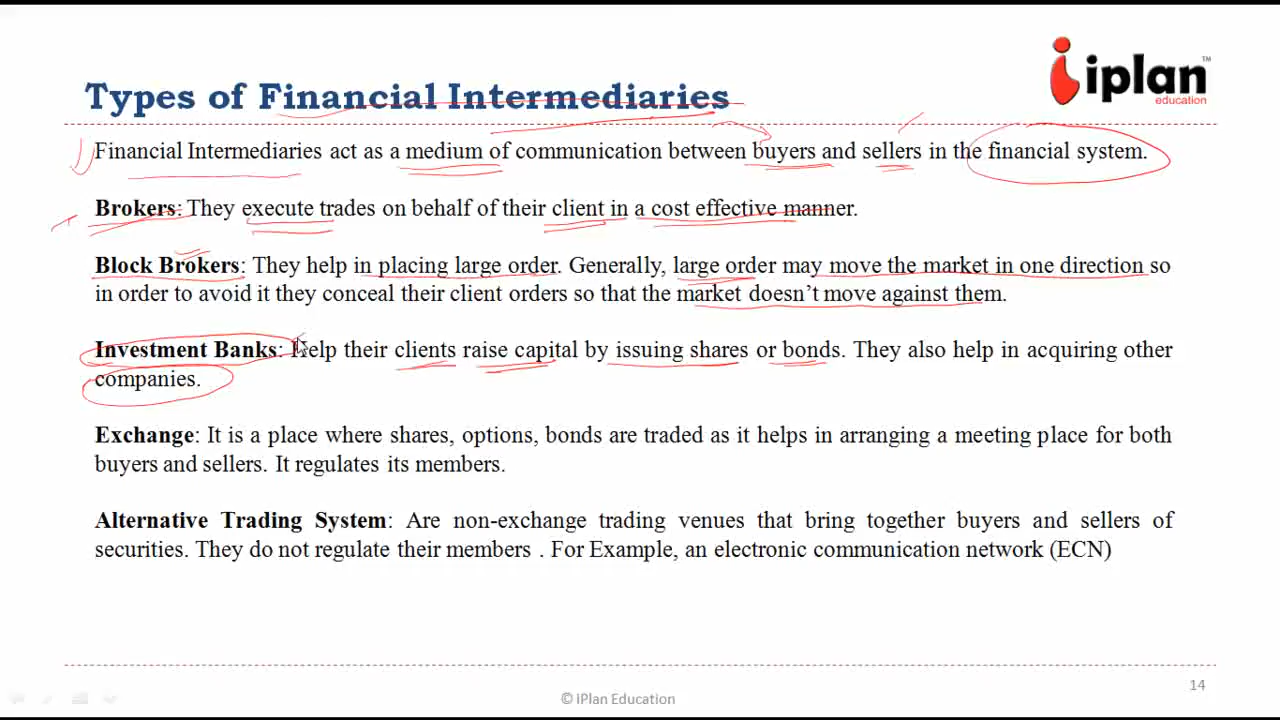 iplan™
education
Types of Financial Intermediaries
Financial Intermediaries act as a medium of communication between buyers and sellers in the financial system.
Brokers: They execute trades on behalf of their client in a cost effective manner.
Block Brokers: They help in placing large order. Generally, large order may move the market in one direction so
in order to avoid it they conceal their client orders so that the market doesn't move against them.
Investment Banks: Help their clients raise capital by issuing shares or bonds. They also help in acquiring other
companies.
Exchange: It is a place where shares, options, bonds are traded as it helps in arranging a meeting place for both
buyers and sellers. It regulates its members.
Alternative Trading System: Are non-exchange trading venues that bring together buyers and sellers of
securities. They do not regulate their members . For Example, an electronic communication network (ECN)
© iPlan Education
14